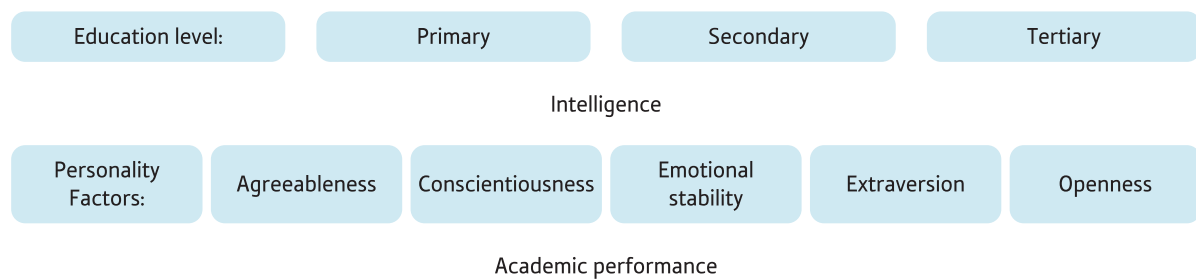 Education level: Primary Secondary Tertiary
Intelligence
Personality Factors: Agreeableness Conscientiousness Emotional stability Extraversion Openness
Academic performance